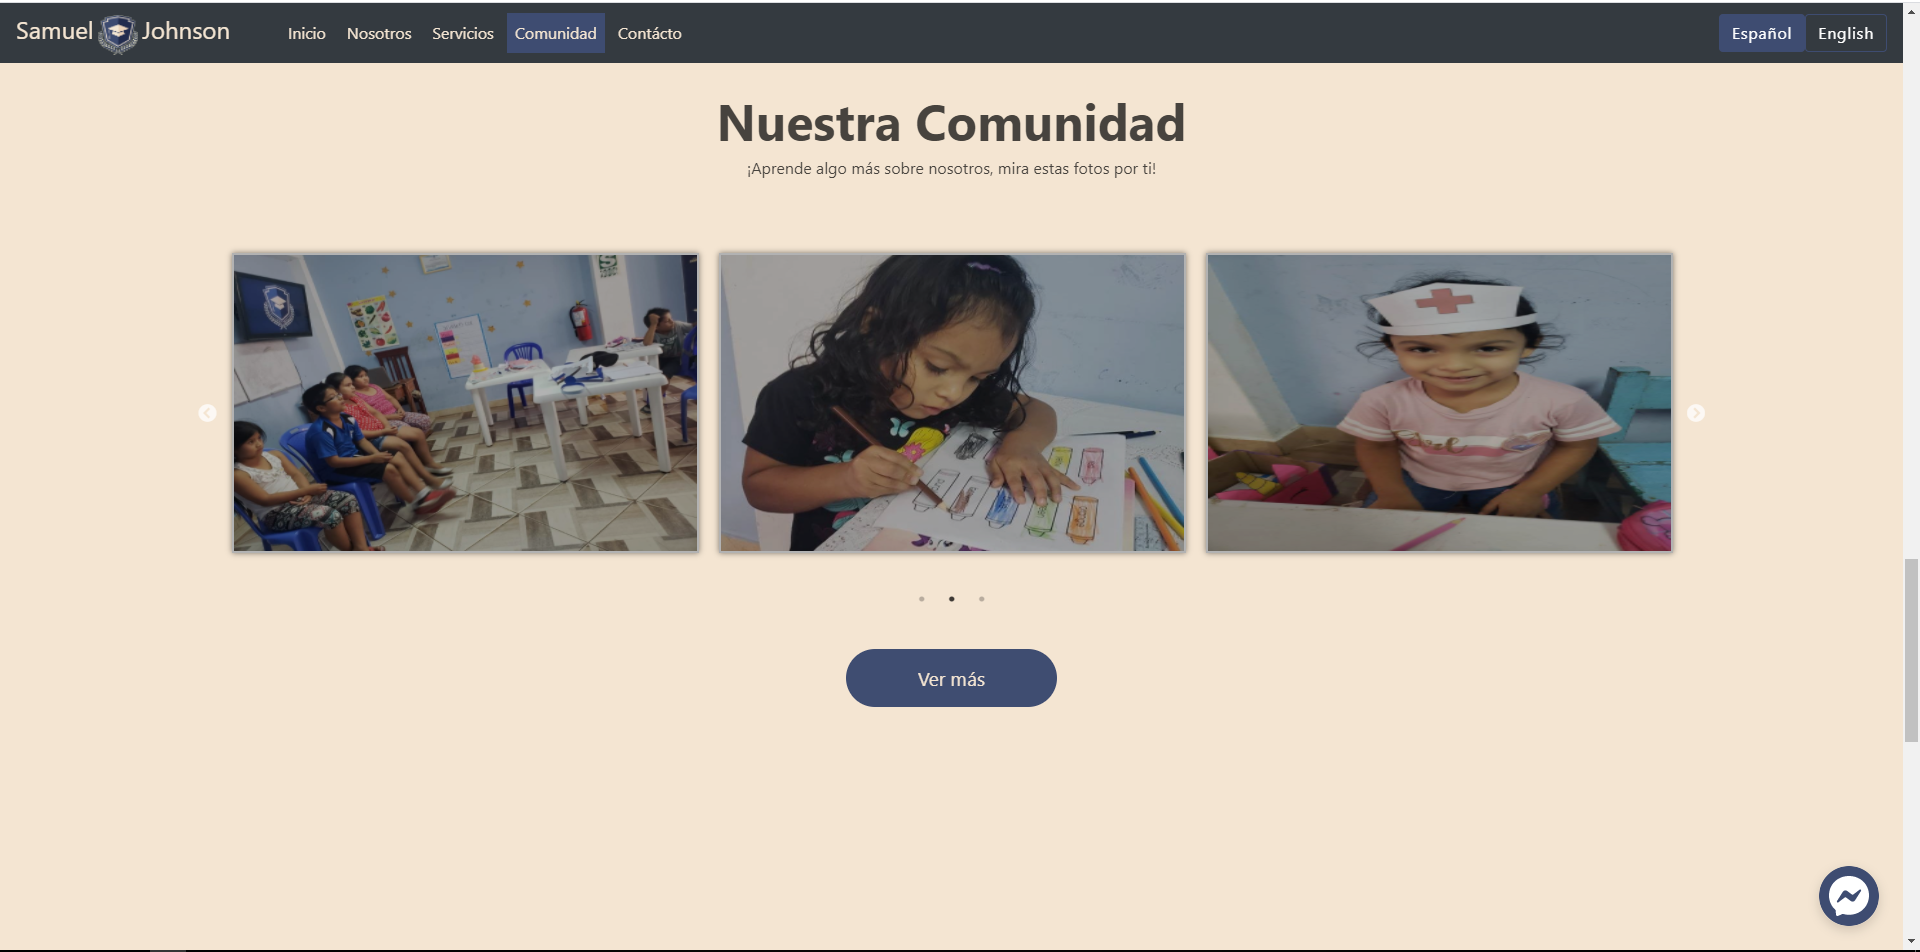 Samuel Johnson
Inicio Nosotros Servicios Comunidad Contácto
Español English
Nuestra Comunidad
¡Aprende algo más sobre nosotros, mira estas fotos por ti!
Ver más